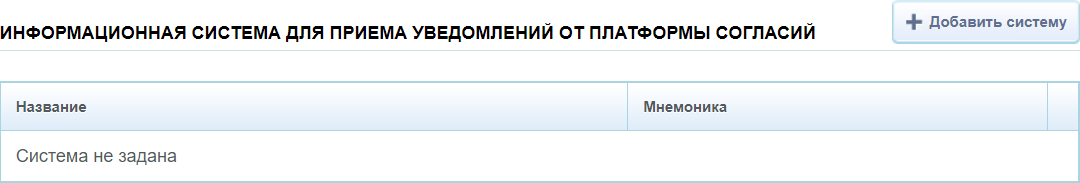 Добавить систему
ИНФОРМАЦИОННАЯ СИСТЕМА ДЛЯ ПРИЕМА УВЕДОМЛЕНИЙ ОТ ПЛАТФОРМЫ СОГЛАСИЙ
Название Мнемоника
Система не задана